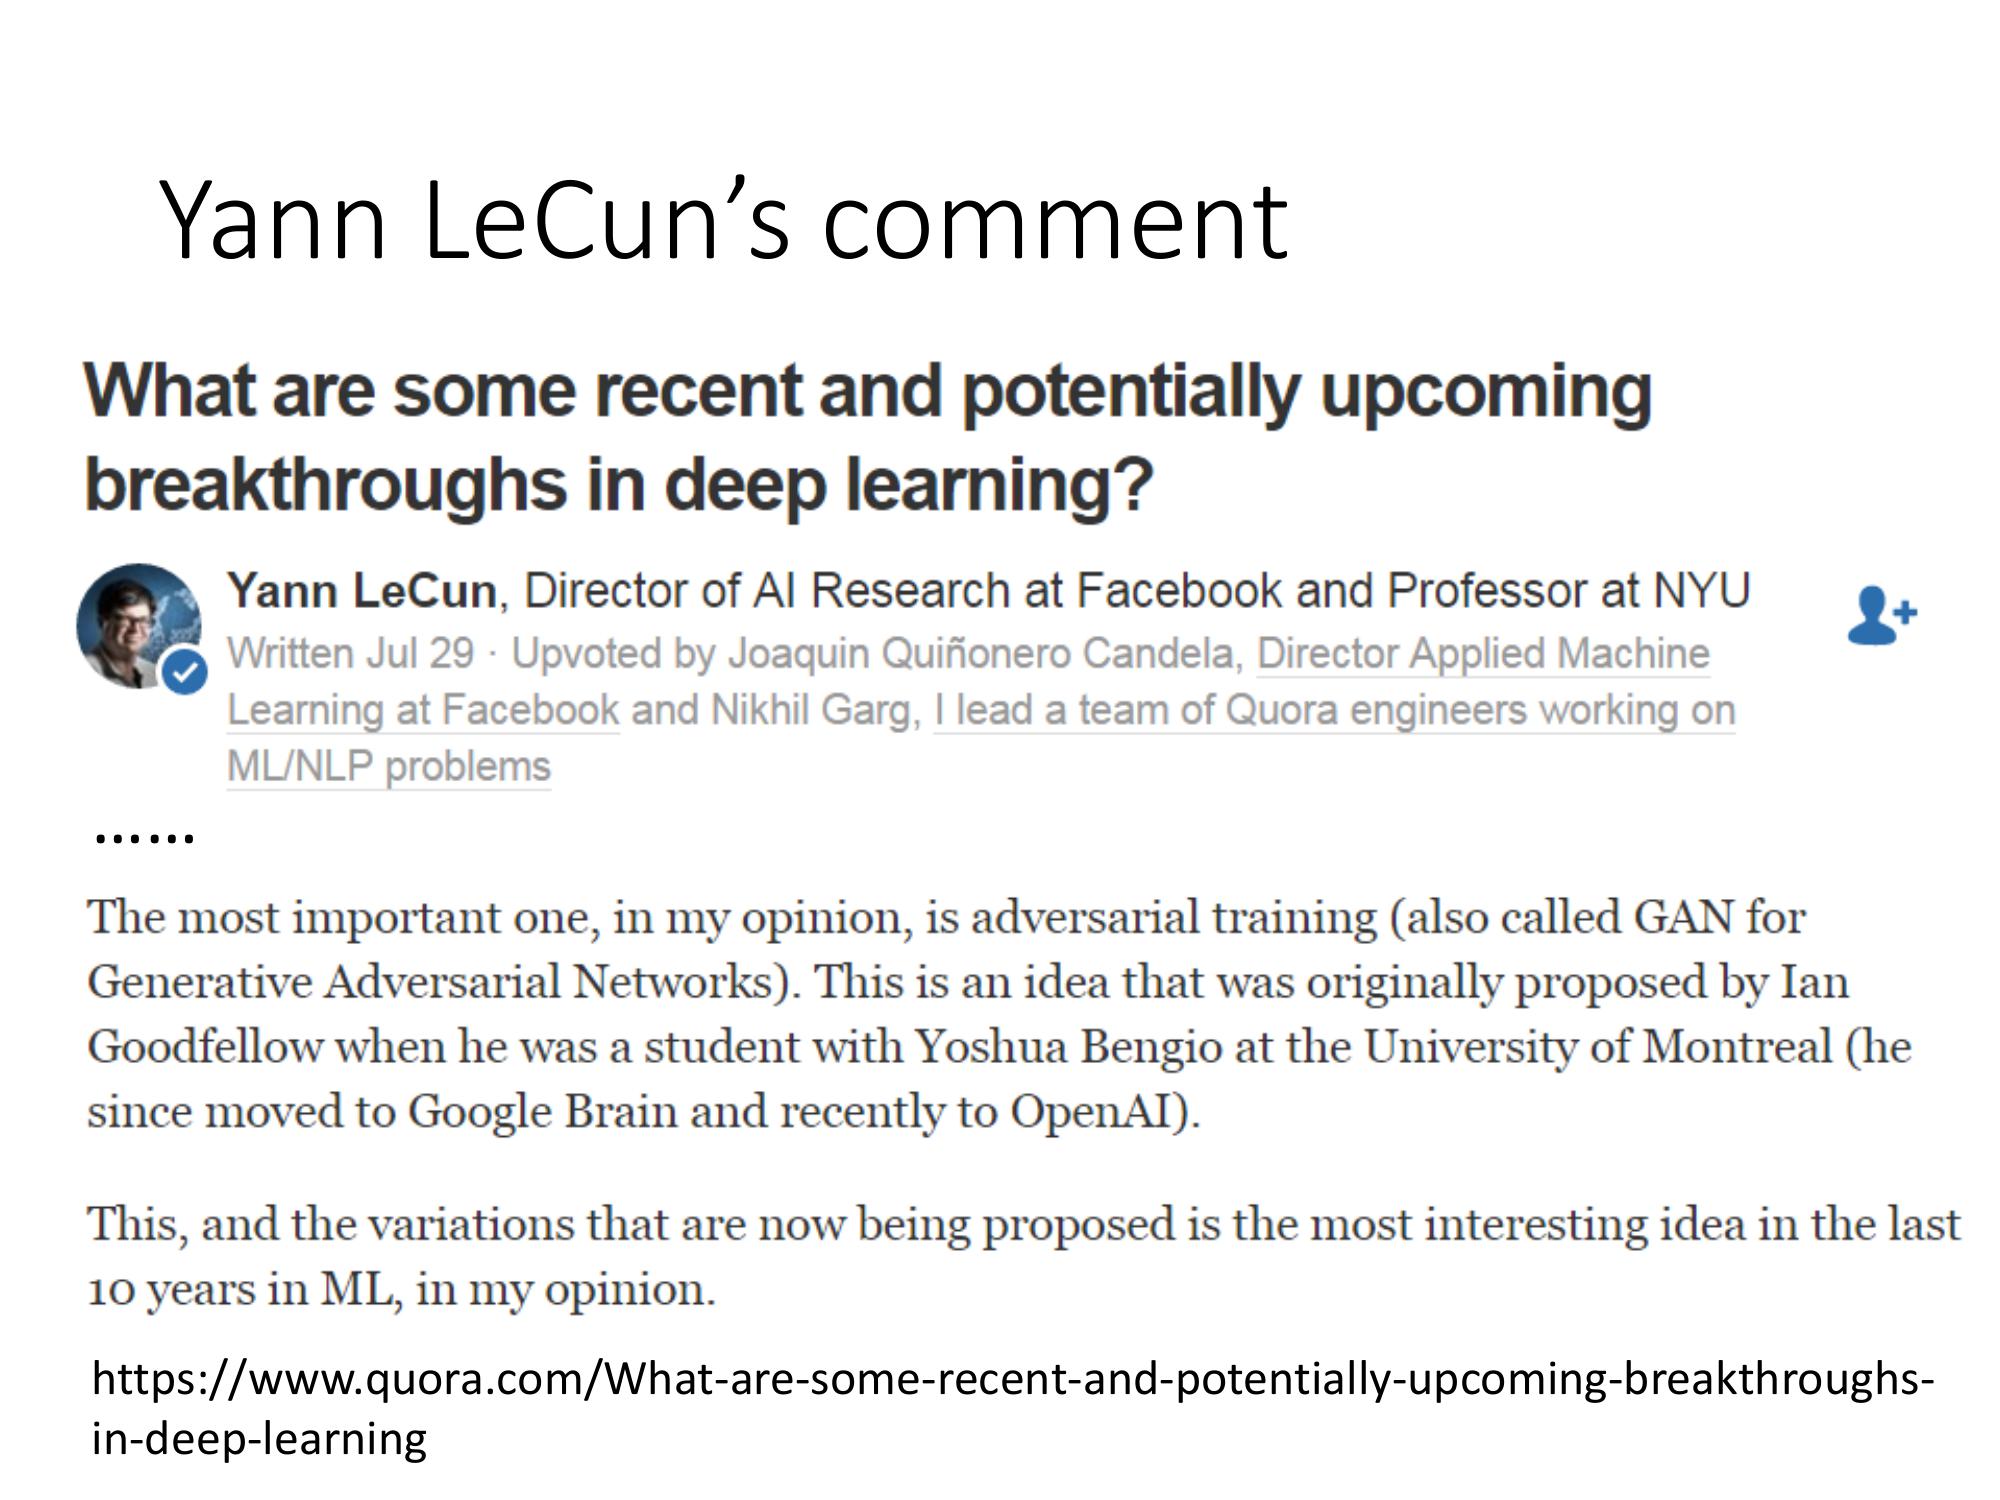 Yann LeCun’s comment
What are some recent and potentially upcoming
breakthroughs in deep learning?
Yann LeCun, Director of AI Research at Facebook and Professor at NYU
Written Jul 29 · Upvoted by Joaquin Quiñonero Candela, Director Applied Machine
Learning at Facebook and Nikhil Garg, I lead a team of Quora engineers working on
ML/NLP problems
……
The most important one, in my opinion, is adversarial training (also called GAN for
Generative Adversarial Networks). This is an idea that was originally proposed by Ian
Goodfellow when he was a student with Yoshua Bengio at the University of Montreal (he
since moved to Google Brain and recently to OpenAI).
This, and the variations that are now being proposed is the most interesting idea in the last
10 years in ML, in my opinion.
https://www.quora.com/What-are-some-recent-and-potentially-upcoming-breakthroughs-
in-deep-learning